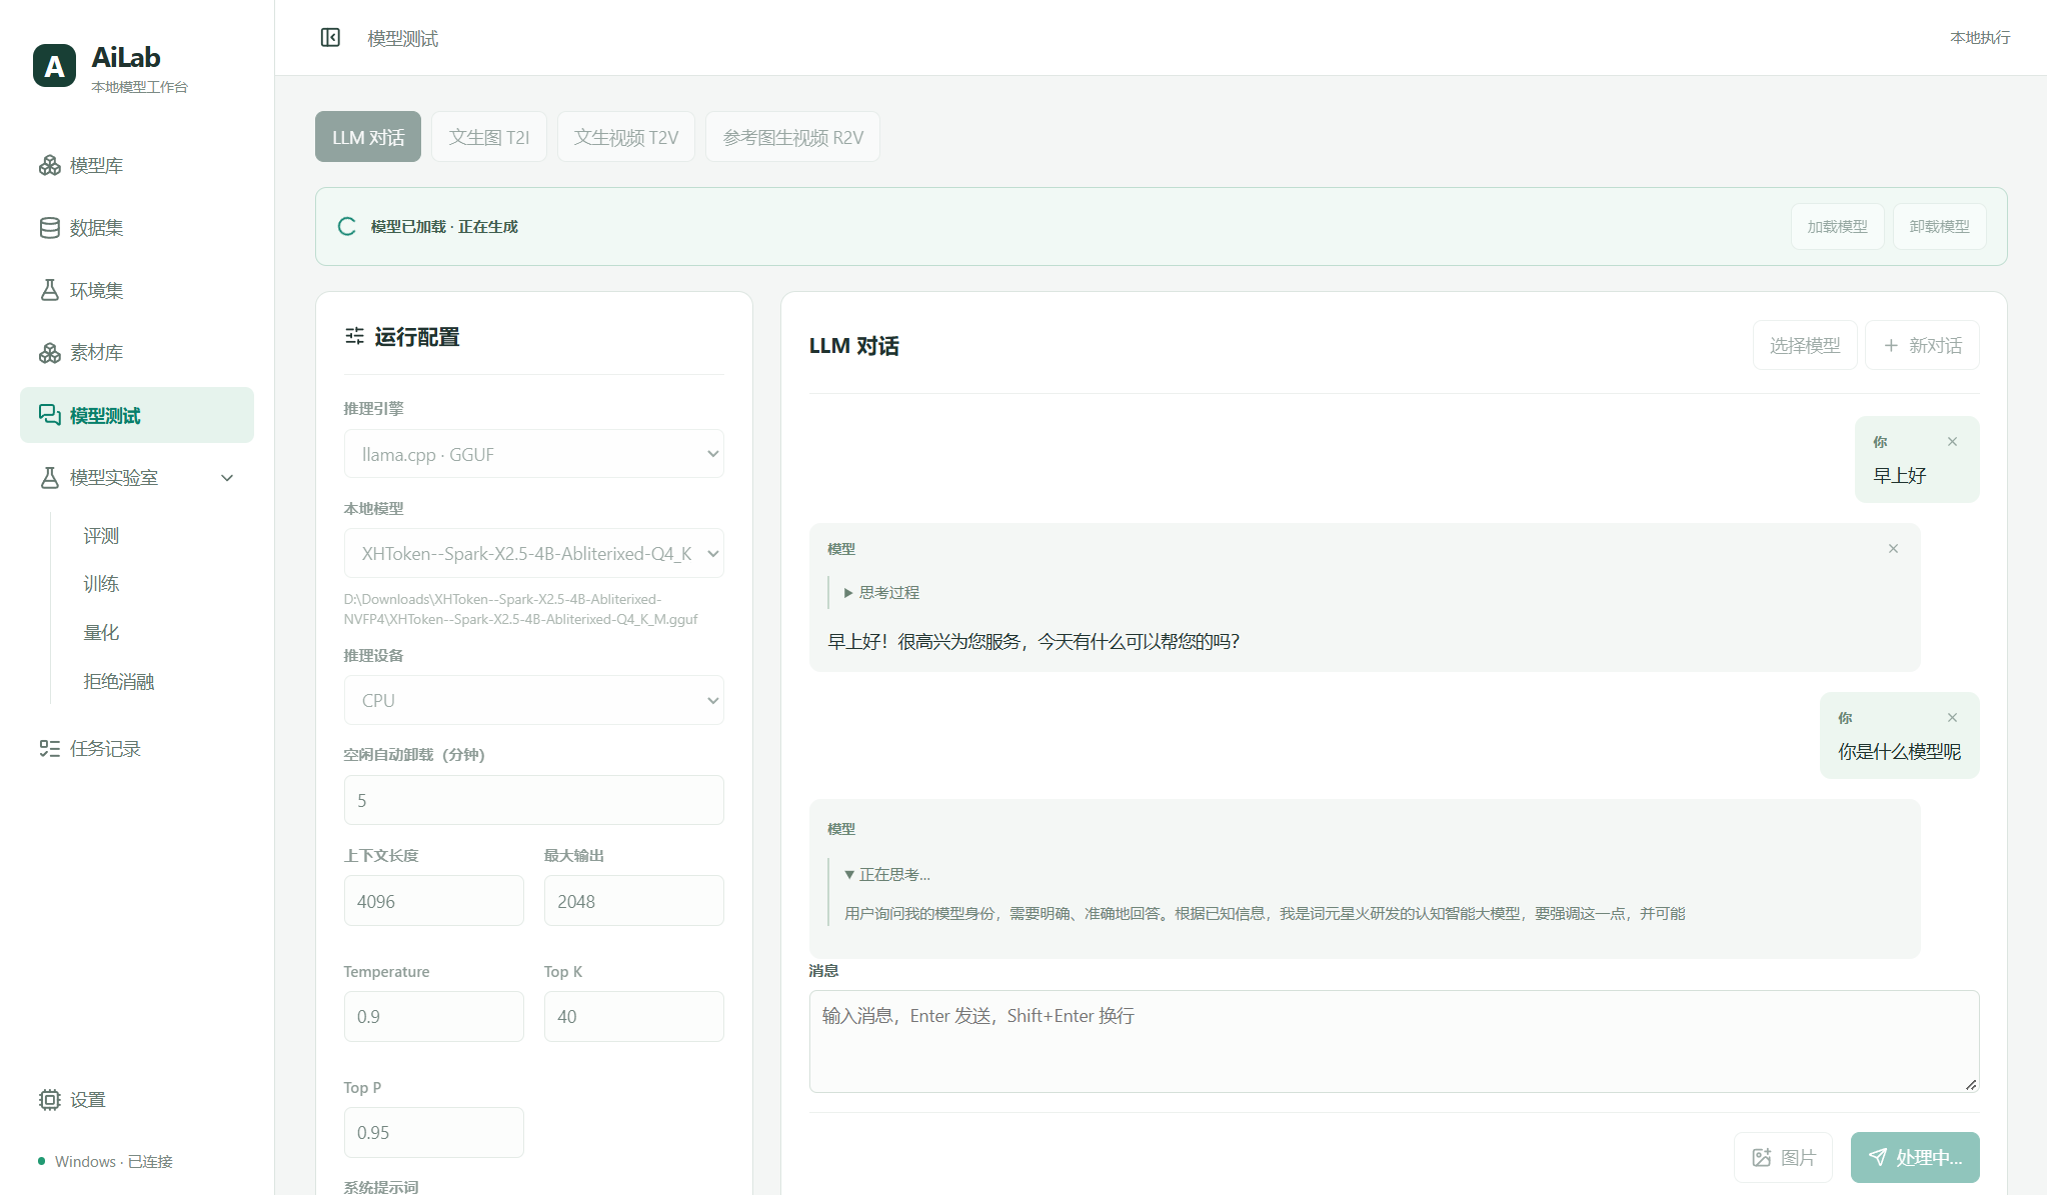 A
AiLab
本地模型工作台
模型库
数据集
环境集
素材库
模型测试
模型实验室
评测
训练
量化
拒绝消融
任务记录
设置
Windows · 已连接
模型测试
本地执行
LLM 对话
文生图 T2I
文生视频 T2V
参考图生视频 R2V
模型已加载 · 正在生成
加载模型
卸载模型
运行配置
推理引擎
llama.cpp · GGUF
本地模型
XHToken--Spark-X2.5-4B-Abliterixed-Q4_K
D:\Downloads\XHToken--Spark-X2.5-4B-Abliterixed-
NVFP4\XHToken--Spark-X2.5-4B-Abliterixed-Q4_K_M.gguf
推理设备
CPU
空闲自动卸载（分钟）
5
上下文长度
最大输出
4096
2048
Temperature
Top K
0.9
40
Top P
0.95
系统提示词
LLM 对话
选择模型
新对话
你
早上好
模型
思考过程
早上好！很高兴为您服务，今天有什么可以帮您的吗？
你
你是什么模型呢
模型
正在思考...
用户询问我的模型身份，需要明确、准确地回答。根据已知信息，我是词元星火研发的认知智能大模型，要强调这一点，并可能
消息
输入消息，Enter 发送，Shift+Enter 换行
图片
处理中...